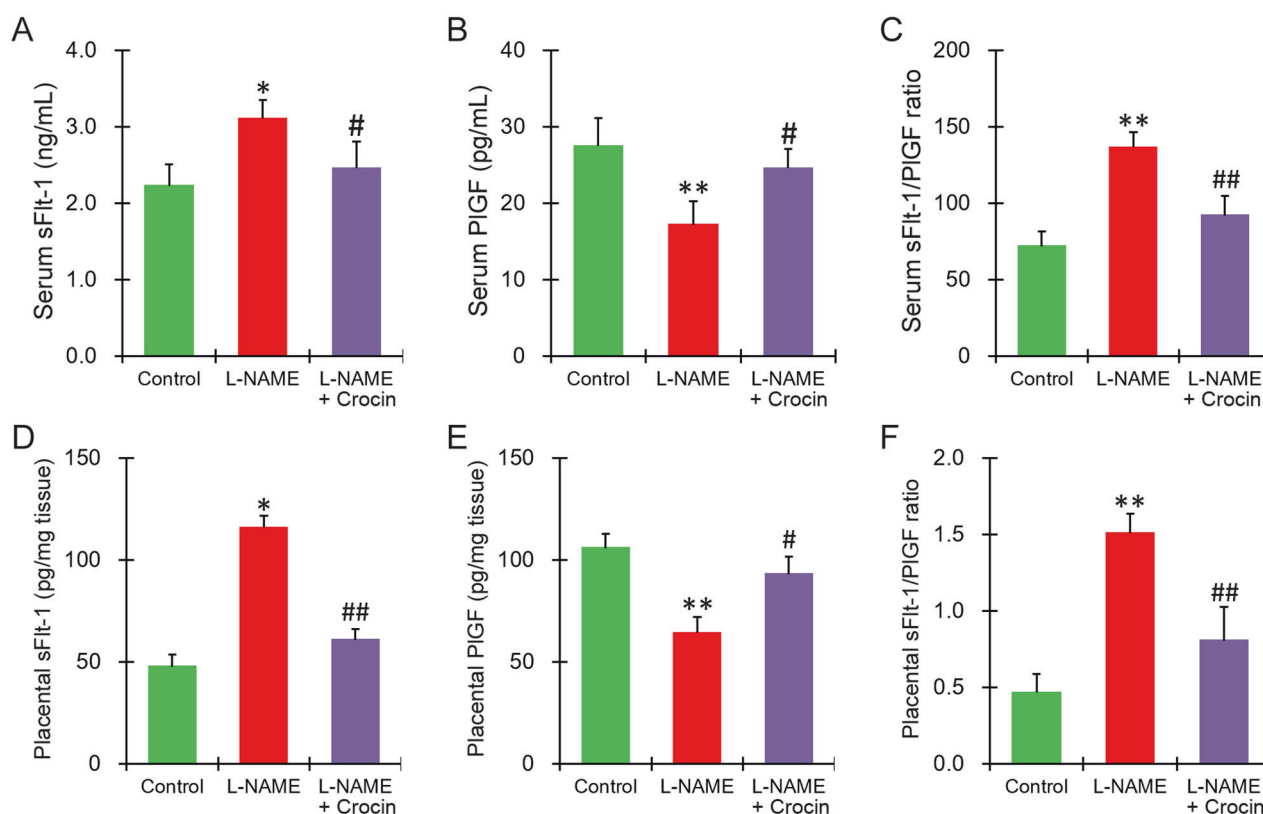 A
Serum sFlt-1 (ng/mL)
4.0
3.0
2.0
1.0
0.0
*
#
Control
L-NAME
L-NAME
+ Crocin
B
Serum PlGF (pg/mL)
40
30
20
10
0
**
#
Control
L-NAME
L-NAME
+ Crocin
C
Serum sFlt-1/PlGF ratio
200
150
100
50
0
**
##
Control
L-NAME
L-NAME
+ Crocin
D
Placental sFlt-1 (pg/mg tissue)
150
100
50
0
*
##
Control
L-NAME
L-NAME
+ Crocin
E
Placental PlGF (pg/mg tissue)
150
100
50
0
**
#
Control
L-NAME
L-NAME
+ Crocin
F
Placental sFlt-1/PlGF ratio
2.0
1.5
1.0
0.5
0.0
**
##
Control
L-NAME
L-NAME
+ Crocin